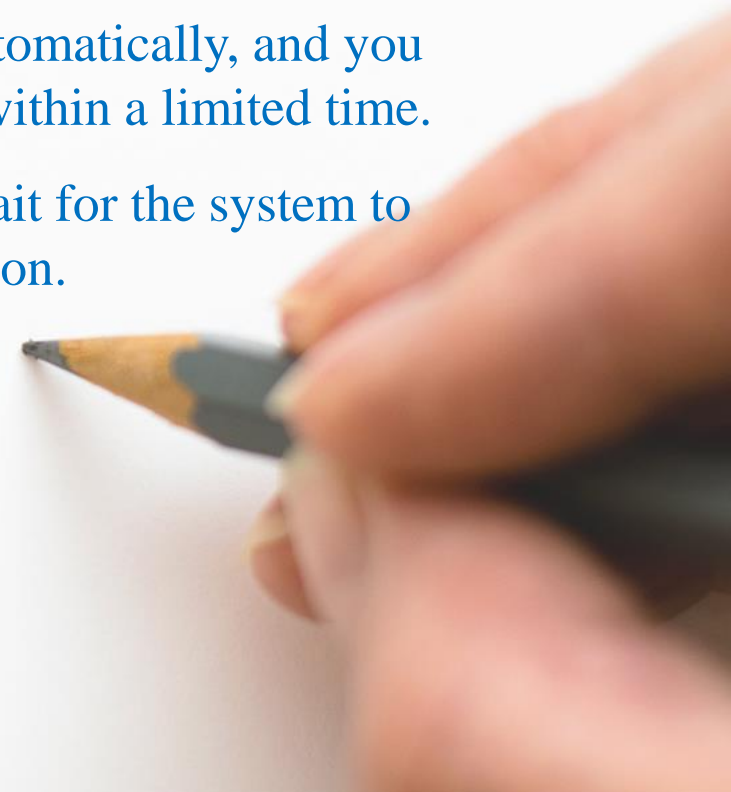 tomatically, and you
within a limited time.
ait for the system to
on.